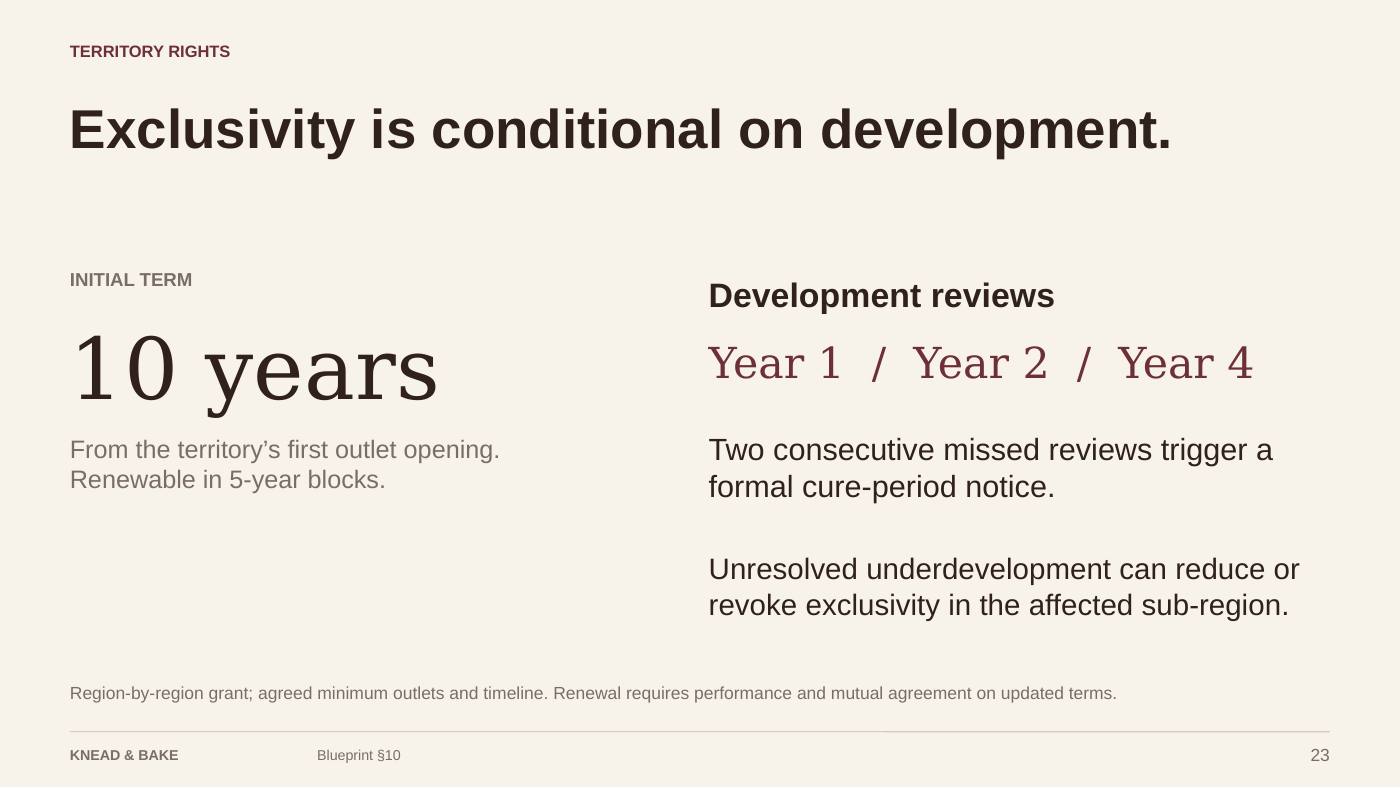 TERRITORY RIGHTS
Exclusivity is conditional on development.
INITIAL TERM
10 years
From the territory’s first outlet opening.
Renewable in 5-year blocks.
Development reviews
Year 1 / Year 2 / Year 4
Two consecutive missed reviews trigger a
formal cure-period notice.
Unresolved underdevelopment can reduce or
revoke exclusivity in the affected sub-region.
Region-by-region grant; agreed minimum outlets and timeline. Renewal requires performance and mutual agreement on updated terms.
KNEAD & BAKE
Blueprint §10
23